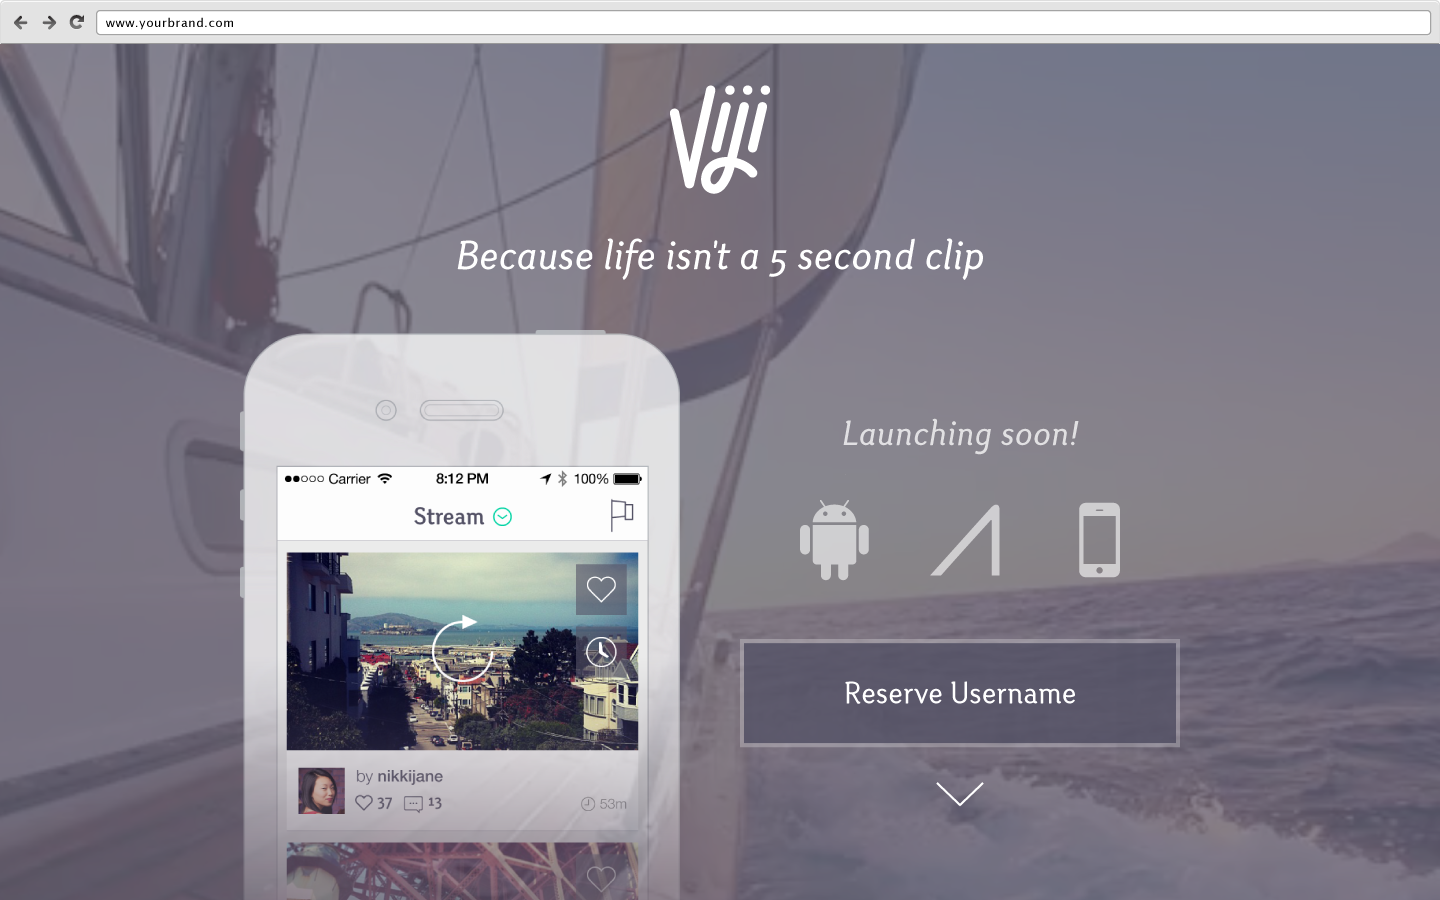 www.yourbrand.com
Viji
Because life isn't a 5 second clip
Launching soon!
Carrier 8:12 PM 100%
Stream
Reserve Username
by nikkijane
37 13 53m